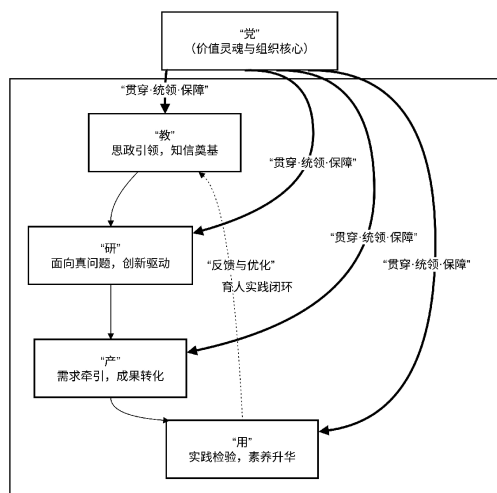 “党”
（价值灵魂与组织核心）
“贯穿·统领·保障”
“教”
思政引领，知信奠基
“贯穿·统领·保障”
“研”
面向真问题，创新驱动
“贯穿·统领·保障”
“反馈与优化”
“贯穿·统领·保障”
育人实践闭环
“产”
需求牵引，成果转化
“用”
实践检验，素养升华